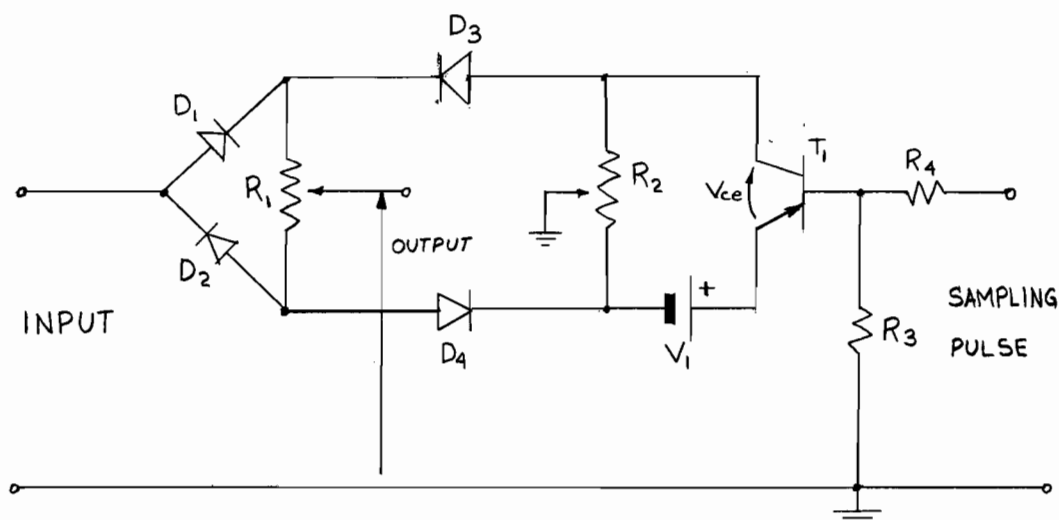 D3
D1
R1
R2
T1
R4
Vce
OUTPUT
D2
INPUT
D4
+
V1
R3
SAMPLING
PULSE